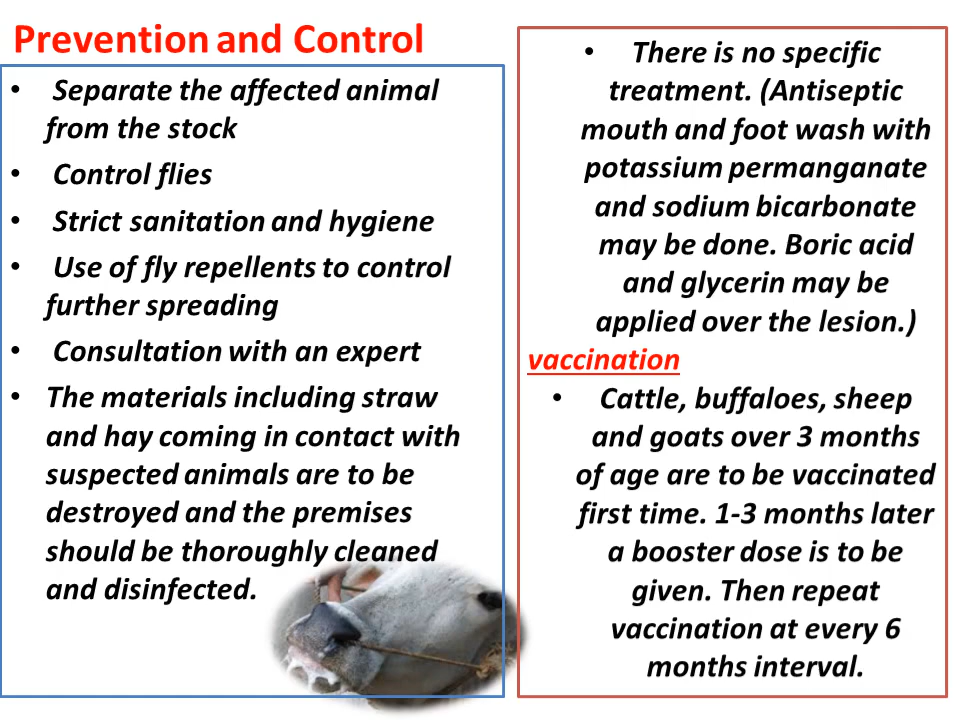 Prevention and Control
• Separate the affected animal
from the stock
• Control flies
• Strict sanitation and hygiene
• Use of fly repellents to control
further spreading
• Consultation with an expert
• The materials including straw
and hay coming in contact with
suspected animals are to be
destroyed and the premises
should be thoroughly cleaned
and disinfected.
• There is no specific
treatment. (Antiseptic
mouth and foot wash with
potassium permanganate
and sodium bicarbonate
may be done. Boric acid
and glycerin may be
applied over the lesion.)
vaccination
• Cattle, buffaloes, sheep
and goats over 3 months
of age are to be vaccinated
first time. 1-3 months later
a booster dose is to be
given. Then repeat
vaccination at every 6
months interval.